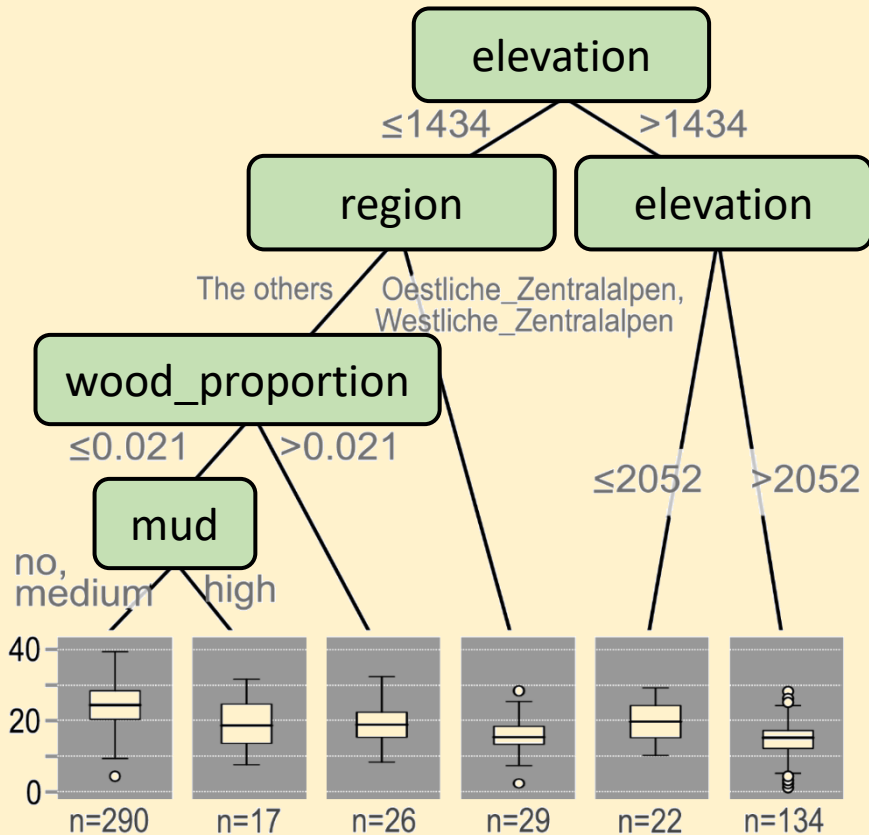 elevation
≤1434
>1434
region
elevation
The others
Oestliche_Zentralalpen,
Westliche_Zentralalpen
wood_proportion
≤0.021
>0.021
≤2052
>2052
mud
no,
medium
high
40
20
0
n=290
n=17
n=26
n=29
n=22
n=134